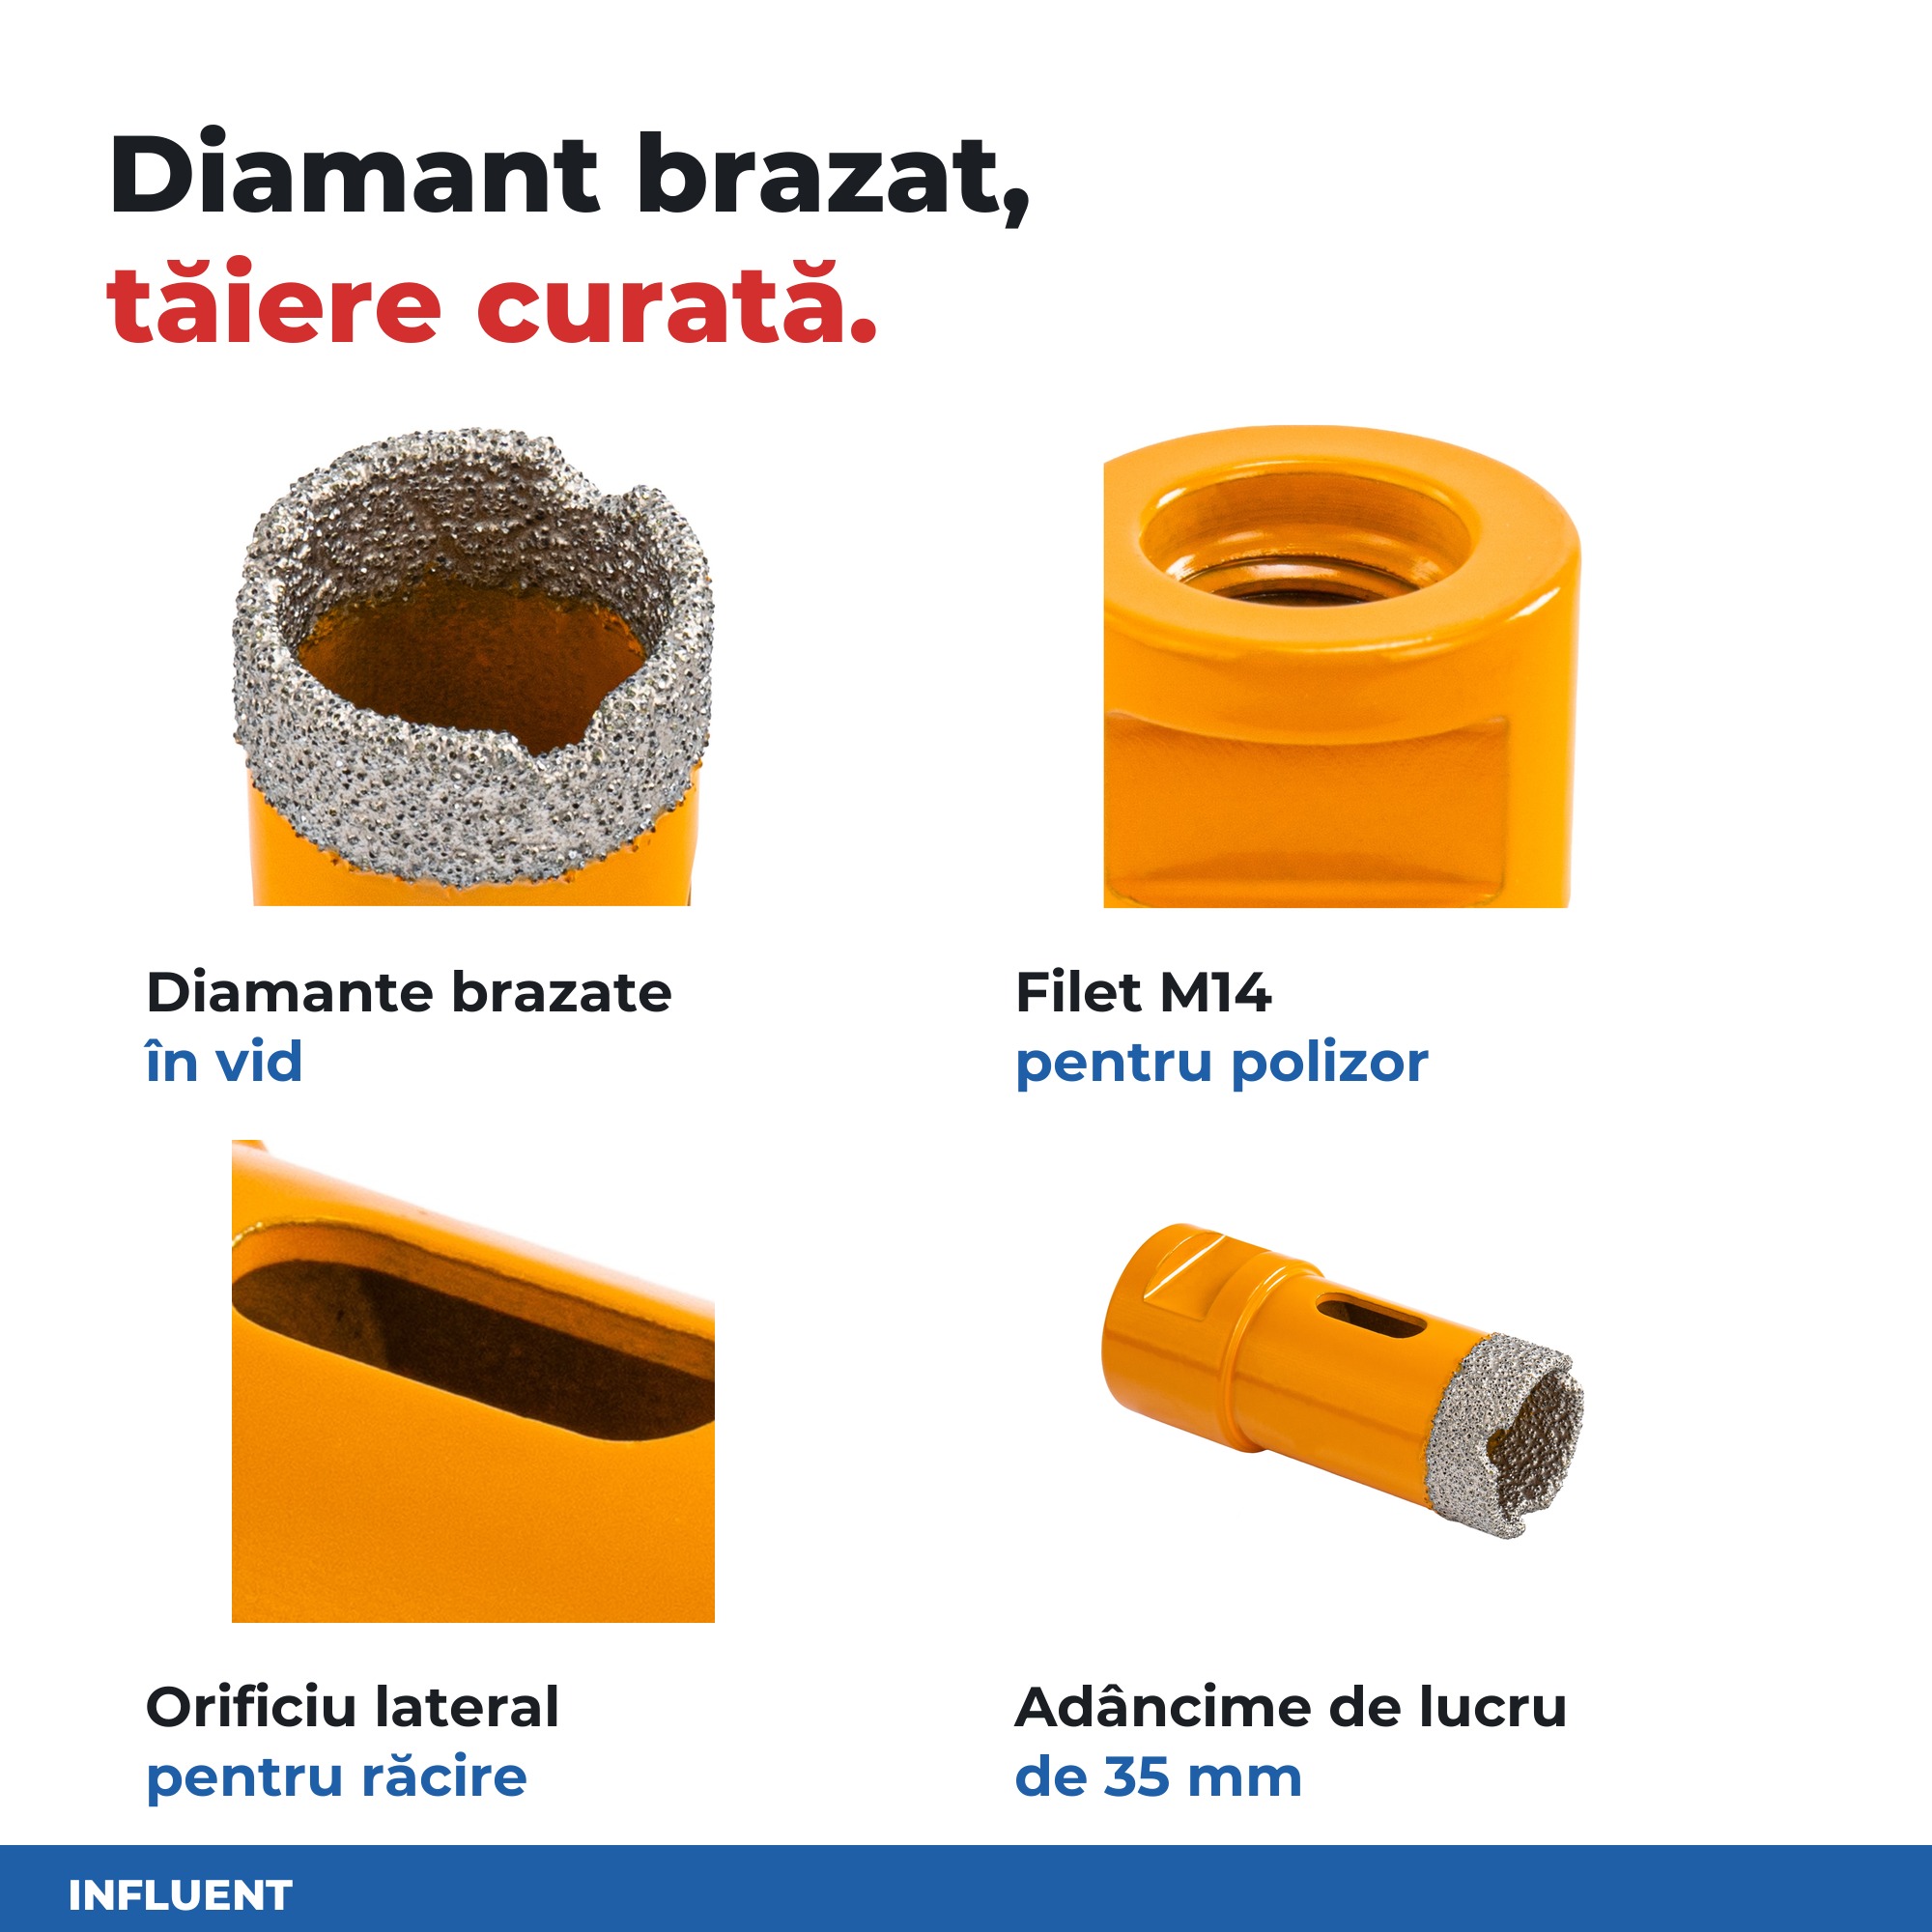 Diamant brazat,
tăiere curată.
Diamante brazate
în vid
Filet M14
pentru polizor
Orificiu lateral
pentru răcire
Adâncime de lucru
de 35 mm
INFLUENT